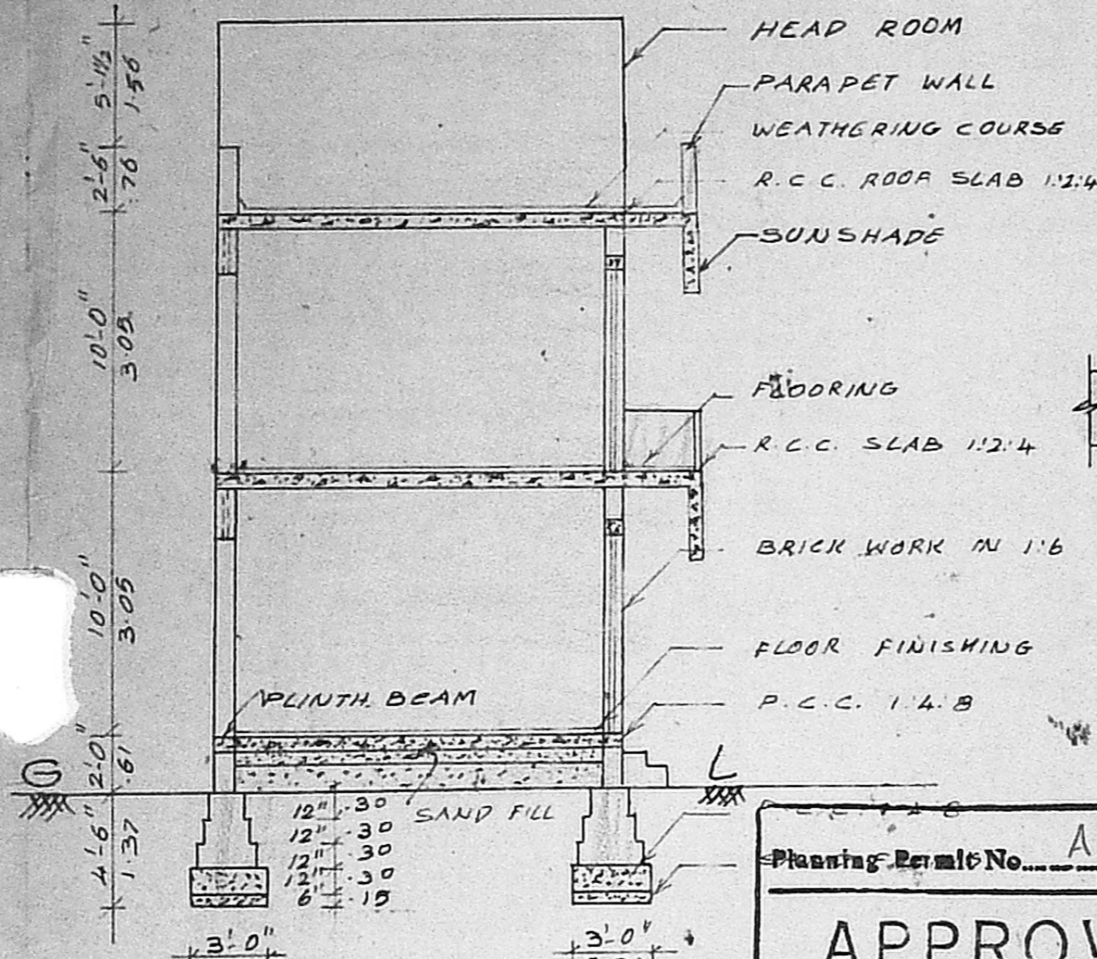 HEAD ROOM
PARAPET WALL
WEATHERING COURSE
R.C.C. ROOF SLAB 1:2:4
SUNSHADE
FLOORING
R.C.C. SLAB 1:2:4
BRICK WORK IN 1:6
FLOOR FINISHING
P.C.C. 1:4:8
PLINTH BEAM
SAND FILL
G
L
5'-1½"
1.56
2'-6"
.76
10'-0"
3.05
10'-0"
3.05
2'-0"
.61
4'-6"
1.37
12" .30
12" .30
12" .30
12" .30
6" .15
3'-0"
3'-0"
Planning Permit No..... A